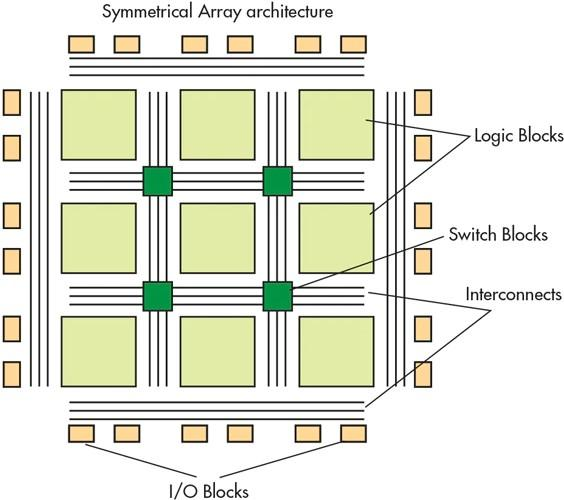 Symmetrical Array architecture
Logic Blocks
Switch Blocks
Interconnects
I/O Blocks